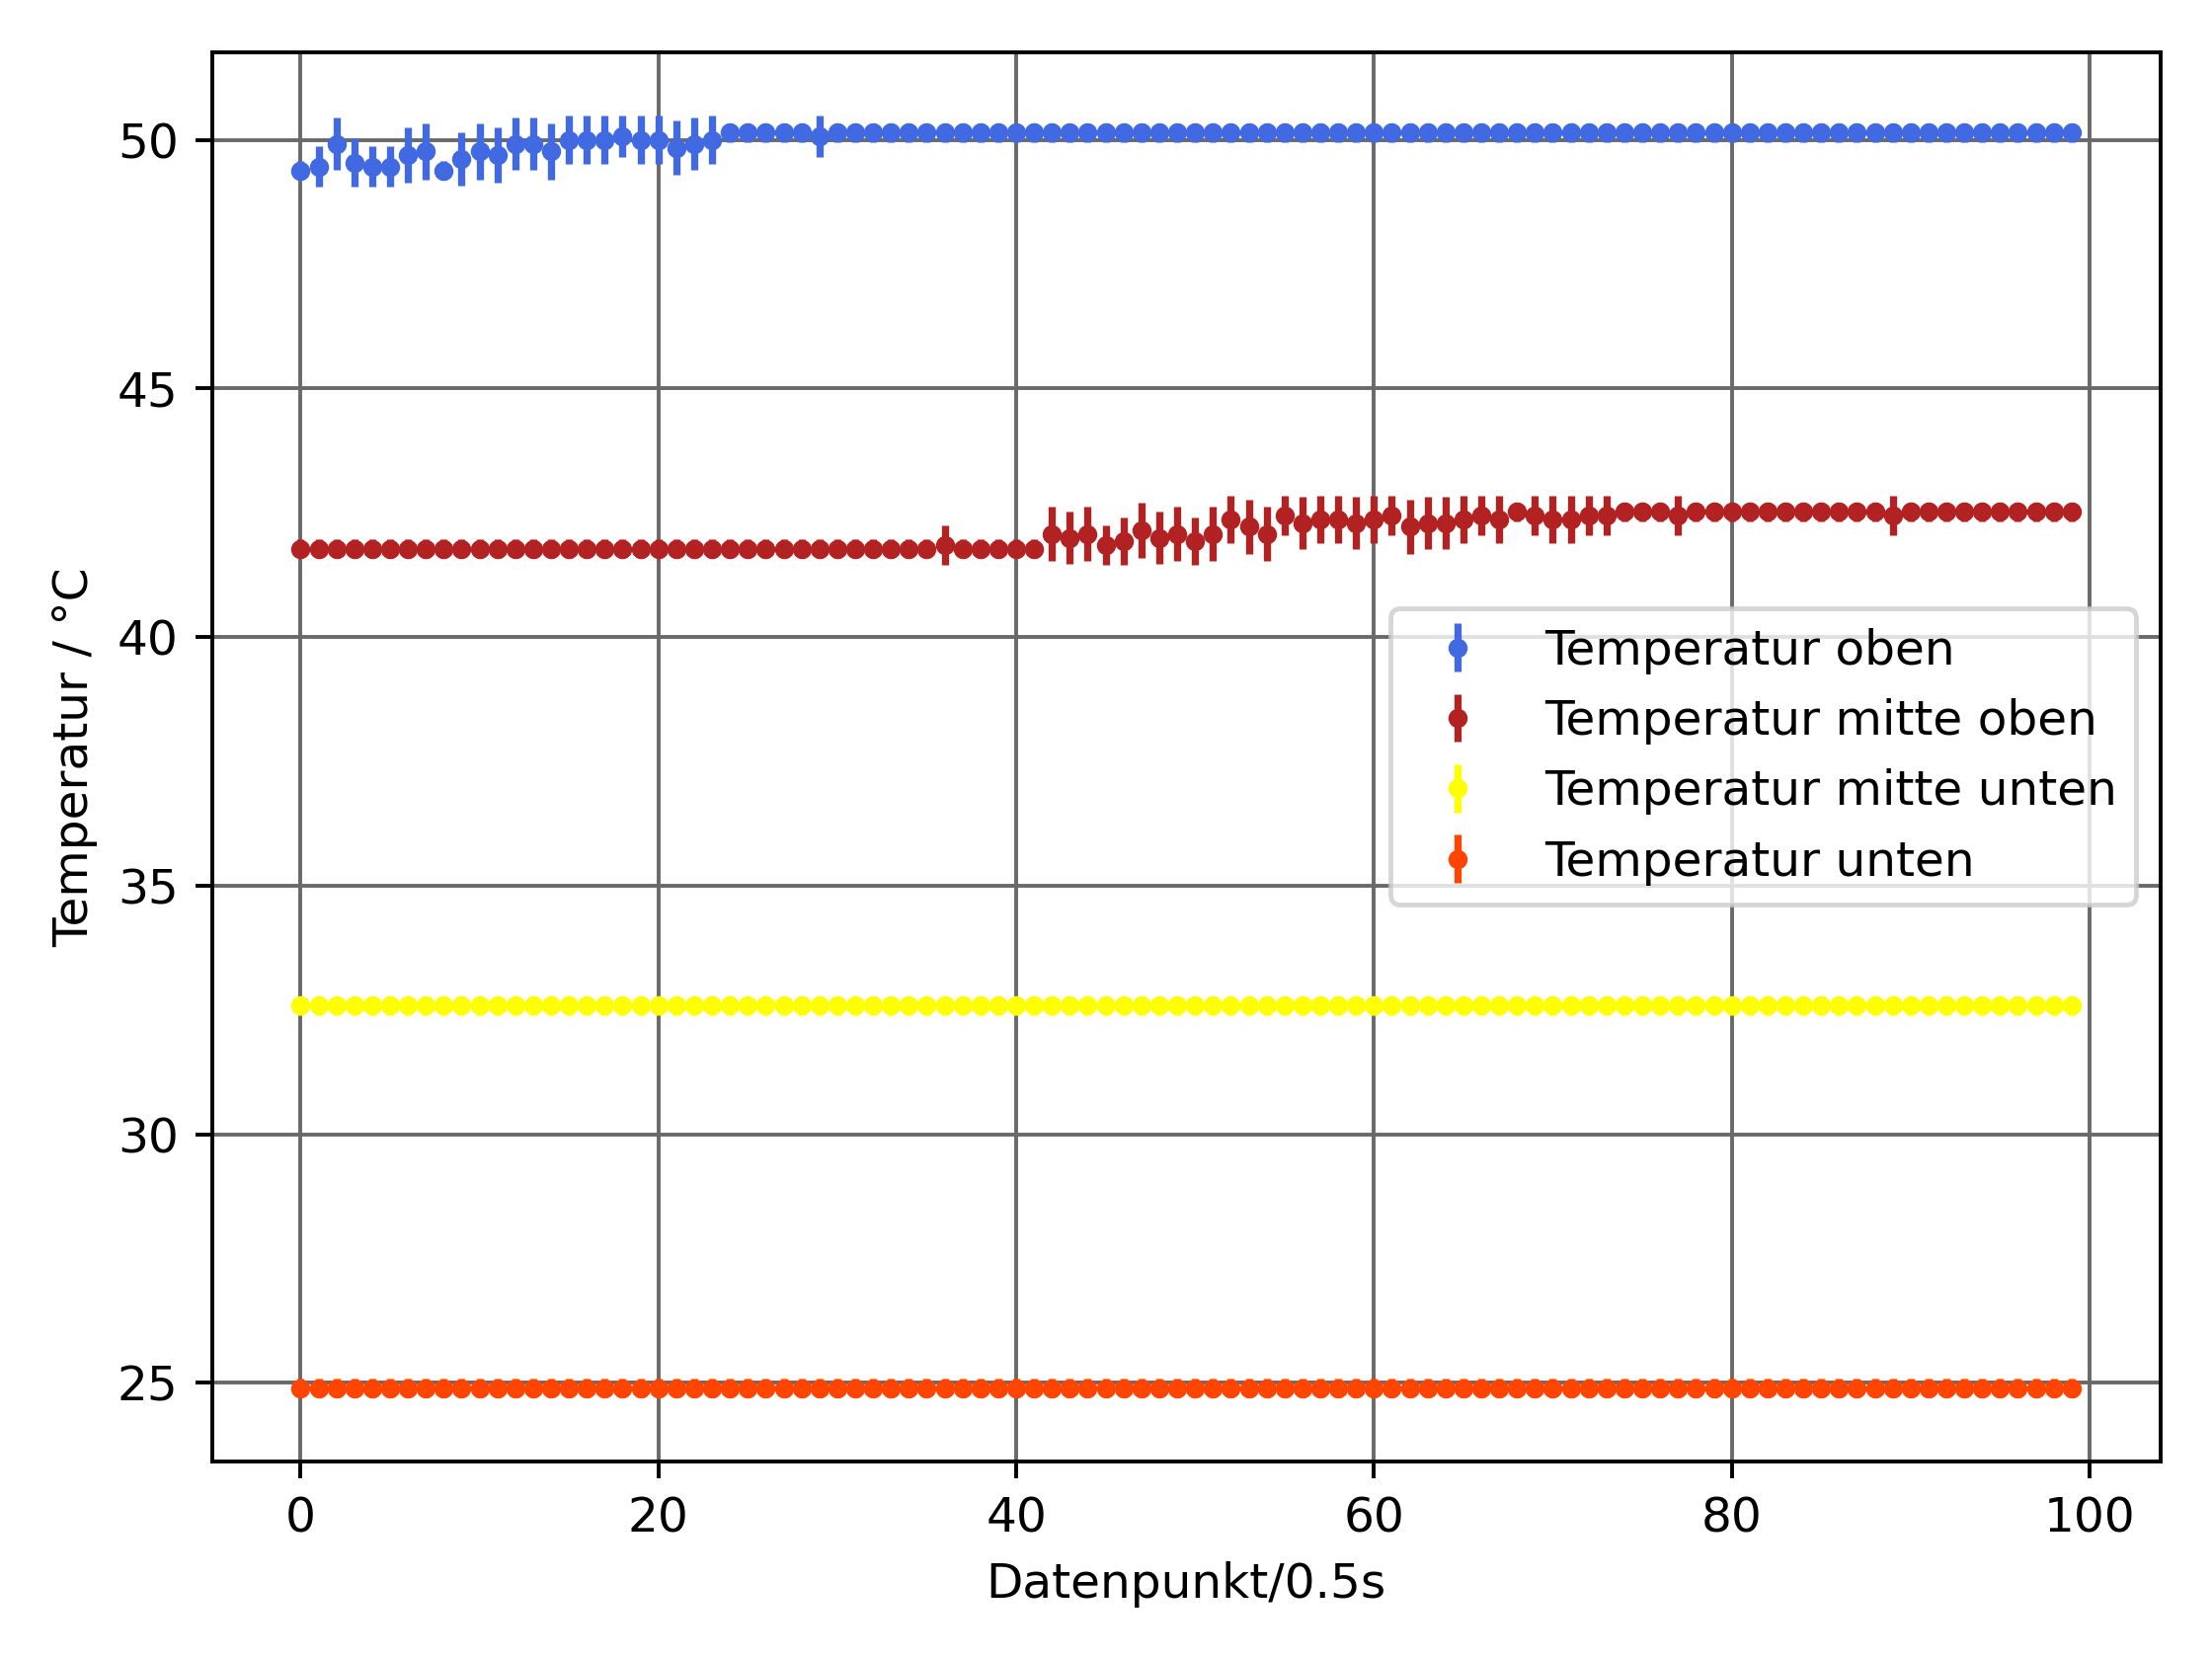 50
45
40
35
30
25
Temperatur / °C
Temperatur oben
Temperatur mitte oben
Temperatur mitte unten
Temperatur unten
0 20 40 60 80 100
Datenpunkt/0.5s